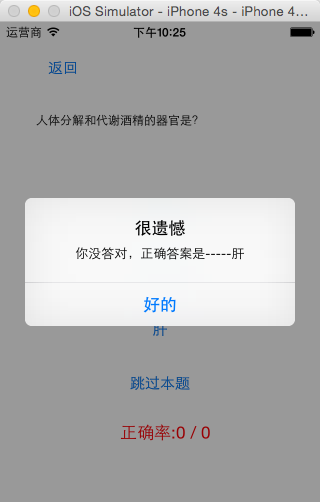 iOS Simulator - iPhone 4s - iPhone 4...
运营商 下午10:25
返回
人体分解和代谢酒精的器官是?
很遗憾
你没答对，正确答案是-----肝
好的
肝
跳过本题
正确率:0 / 0